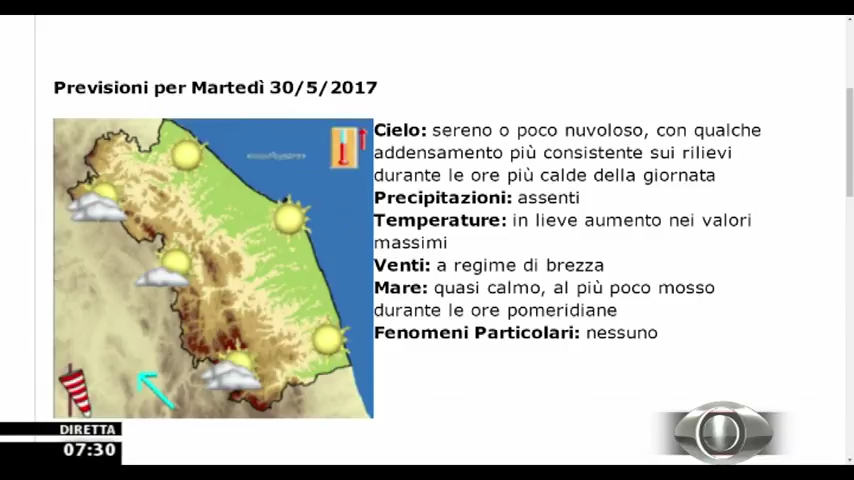 Previsioni per Martedì 30/5/2017
Cielo: sereno o poco nuvoloso, con qualche
addensamento più consistente sui rilievi
durante le ore più calde della giornata
Precipitazioni: assenti
Temperature: in lieve aumento nei valori
massimi
Venti: a regime di brezza
Mare: quasi calmo, al più poco mosso
durante le ore pomeridiane
Fenomeni Particolari: nessuno
DIRETTA
07:30